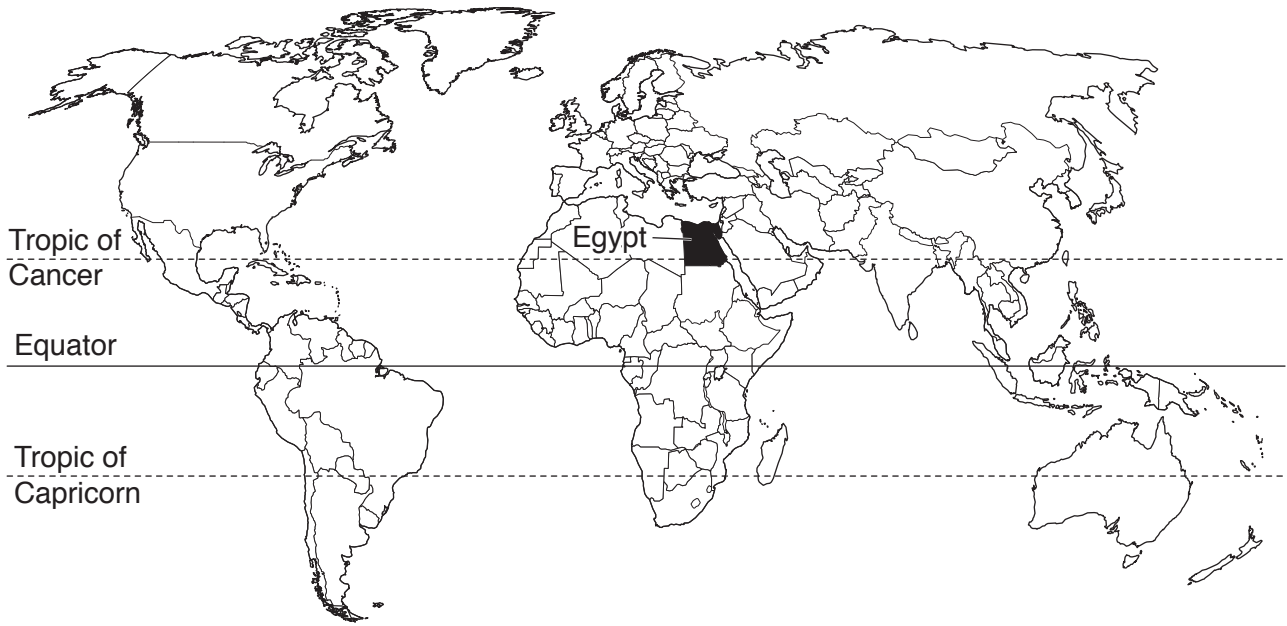 Egypt
Tropic of
Cancer
Equator
Tropic of
Capricorn